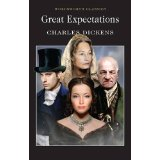 Great Expectations
CHARLES DICKENS